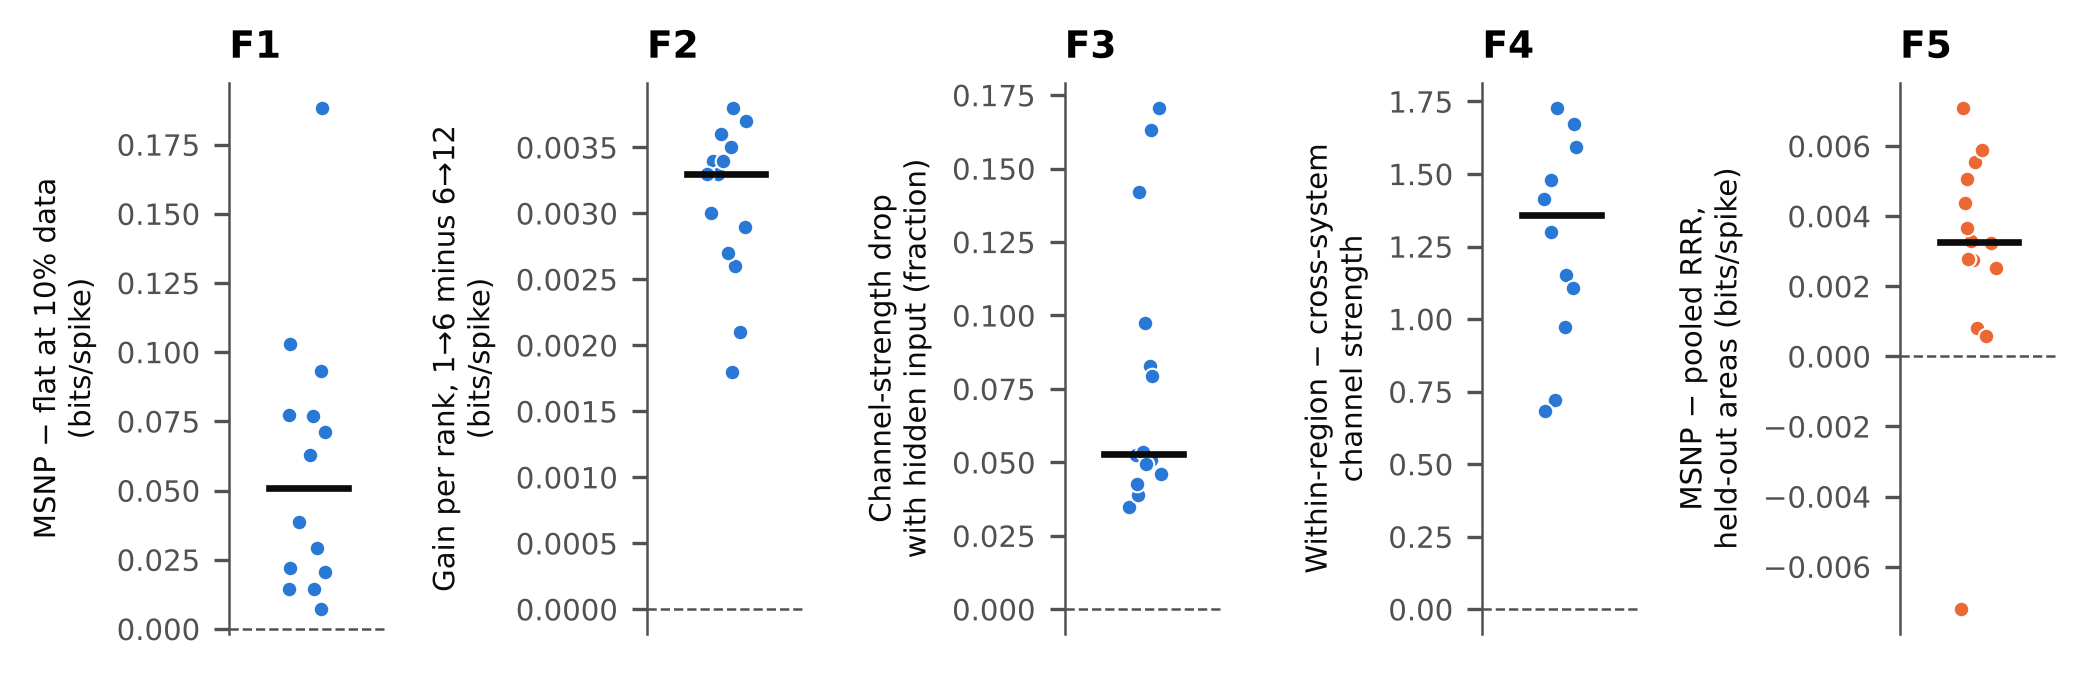 F1
MSNP − flat at 10% data
(bits/spike)
0.175
0.150
0.125
0.100
0.075
0.050
0.025
0.000
F2
Gain per rank, 1→6 minus 6→12
(bits/spike)
0.0035
0.0030
0.0025
0.0020
0.0015
0.0010
0.0005
0.0000
F3
Channel-strength drop
with hidden input (fraction)
0.175
0.150
0.125
0.100
0.075
0.050
0.025
0.000
F4
Within-region − cross-system
channel strength
1.75
1.50
1.25
1.00
0.75
0.50
0.25
0.00
F5
MSNP − pooled RRR,
held-out areas (bits/spike)
0.006
0.004
0.002
0.000
−0.002
−0.004
−0.006